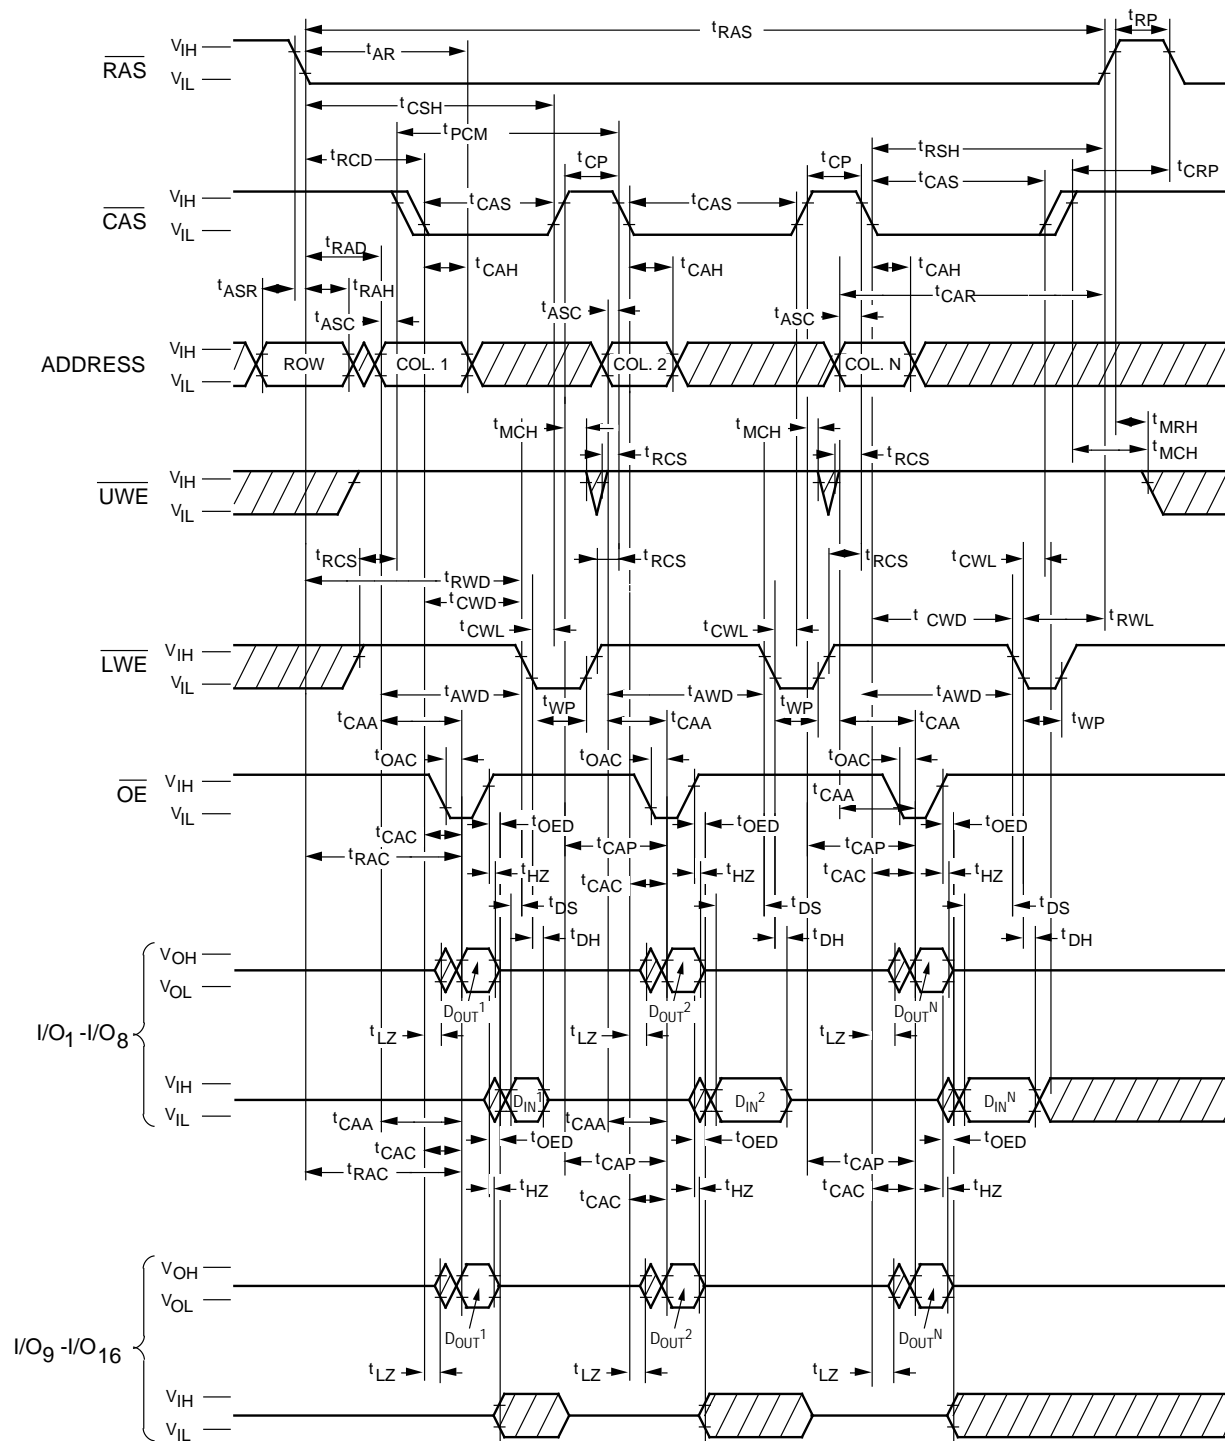 tRAS
tRP
tAR
RAS
VIH
VIL
tCSH
tPCM
tRCD
tCP
tCP
tRSH
tCRP
tCAS
CAS
VIH
VIL
tCAS
tCAS
tRAD
tCAH
tCAH
tCAH
tASR
tRAH
tCAR
tASC
tASC
tASC
ADDRESS
VIH
VIL
ROW
COL. 1
COL. 2
COL. N
tMCH
tMCH
tMRH
tMCH
tRCS
tRCS
UWE
VIH
VIL
tRCS
tRCS
tRCS
tCWL
tRWD
tCWD
tCWD
tRWL
tCWL
tCWL
LWE
VIH
VIL
tAWD
tAWD
tAWD
tWP
tWP
tWP
tCAA
tCAA
tCAA
tOAC
tOAC
tOAC
OE
VIH
VIL
tCAA
tCAC
tOED
tOED
tOED
tRAC
tCAP
tCAP
tHZ
tCAC
tHZ
tCAC
tHZ
tDS
tDS
tDS
tDH
tDH
tDH
VOH
VOL
DOUT1
DOUT2
DOUTN
I/O1 -I/O8
tLZ
tLZ
tLZ
VIH
VIL
DIN1
DIN2
DINN
tCAA
tCAA
tOED
tOED
tOED
tCAC
tCAP
tCAP
tRAC
tHZ
tCAC
tHZ
tCAC
tHZ
VOH
VOL
DOUT1
DOUT2
DOUTN
I/O9 -I/O16
tLZ
tLZ
tLZ
VIH
VIL